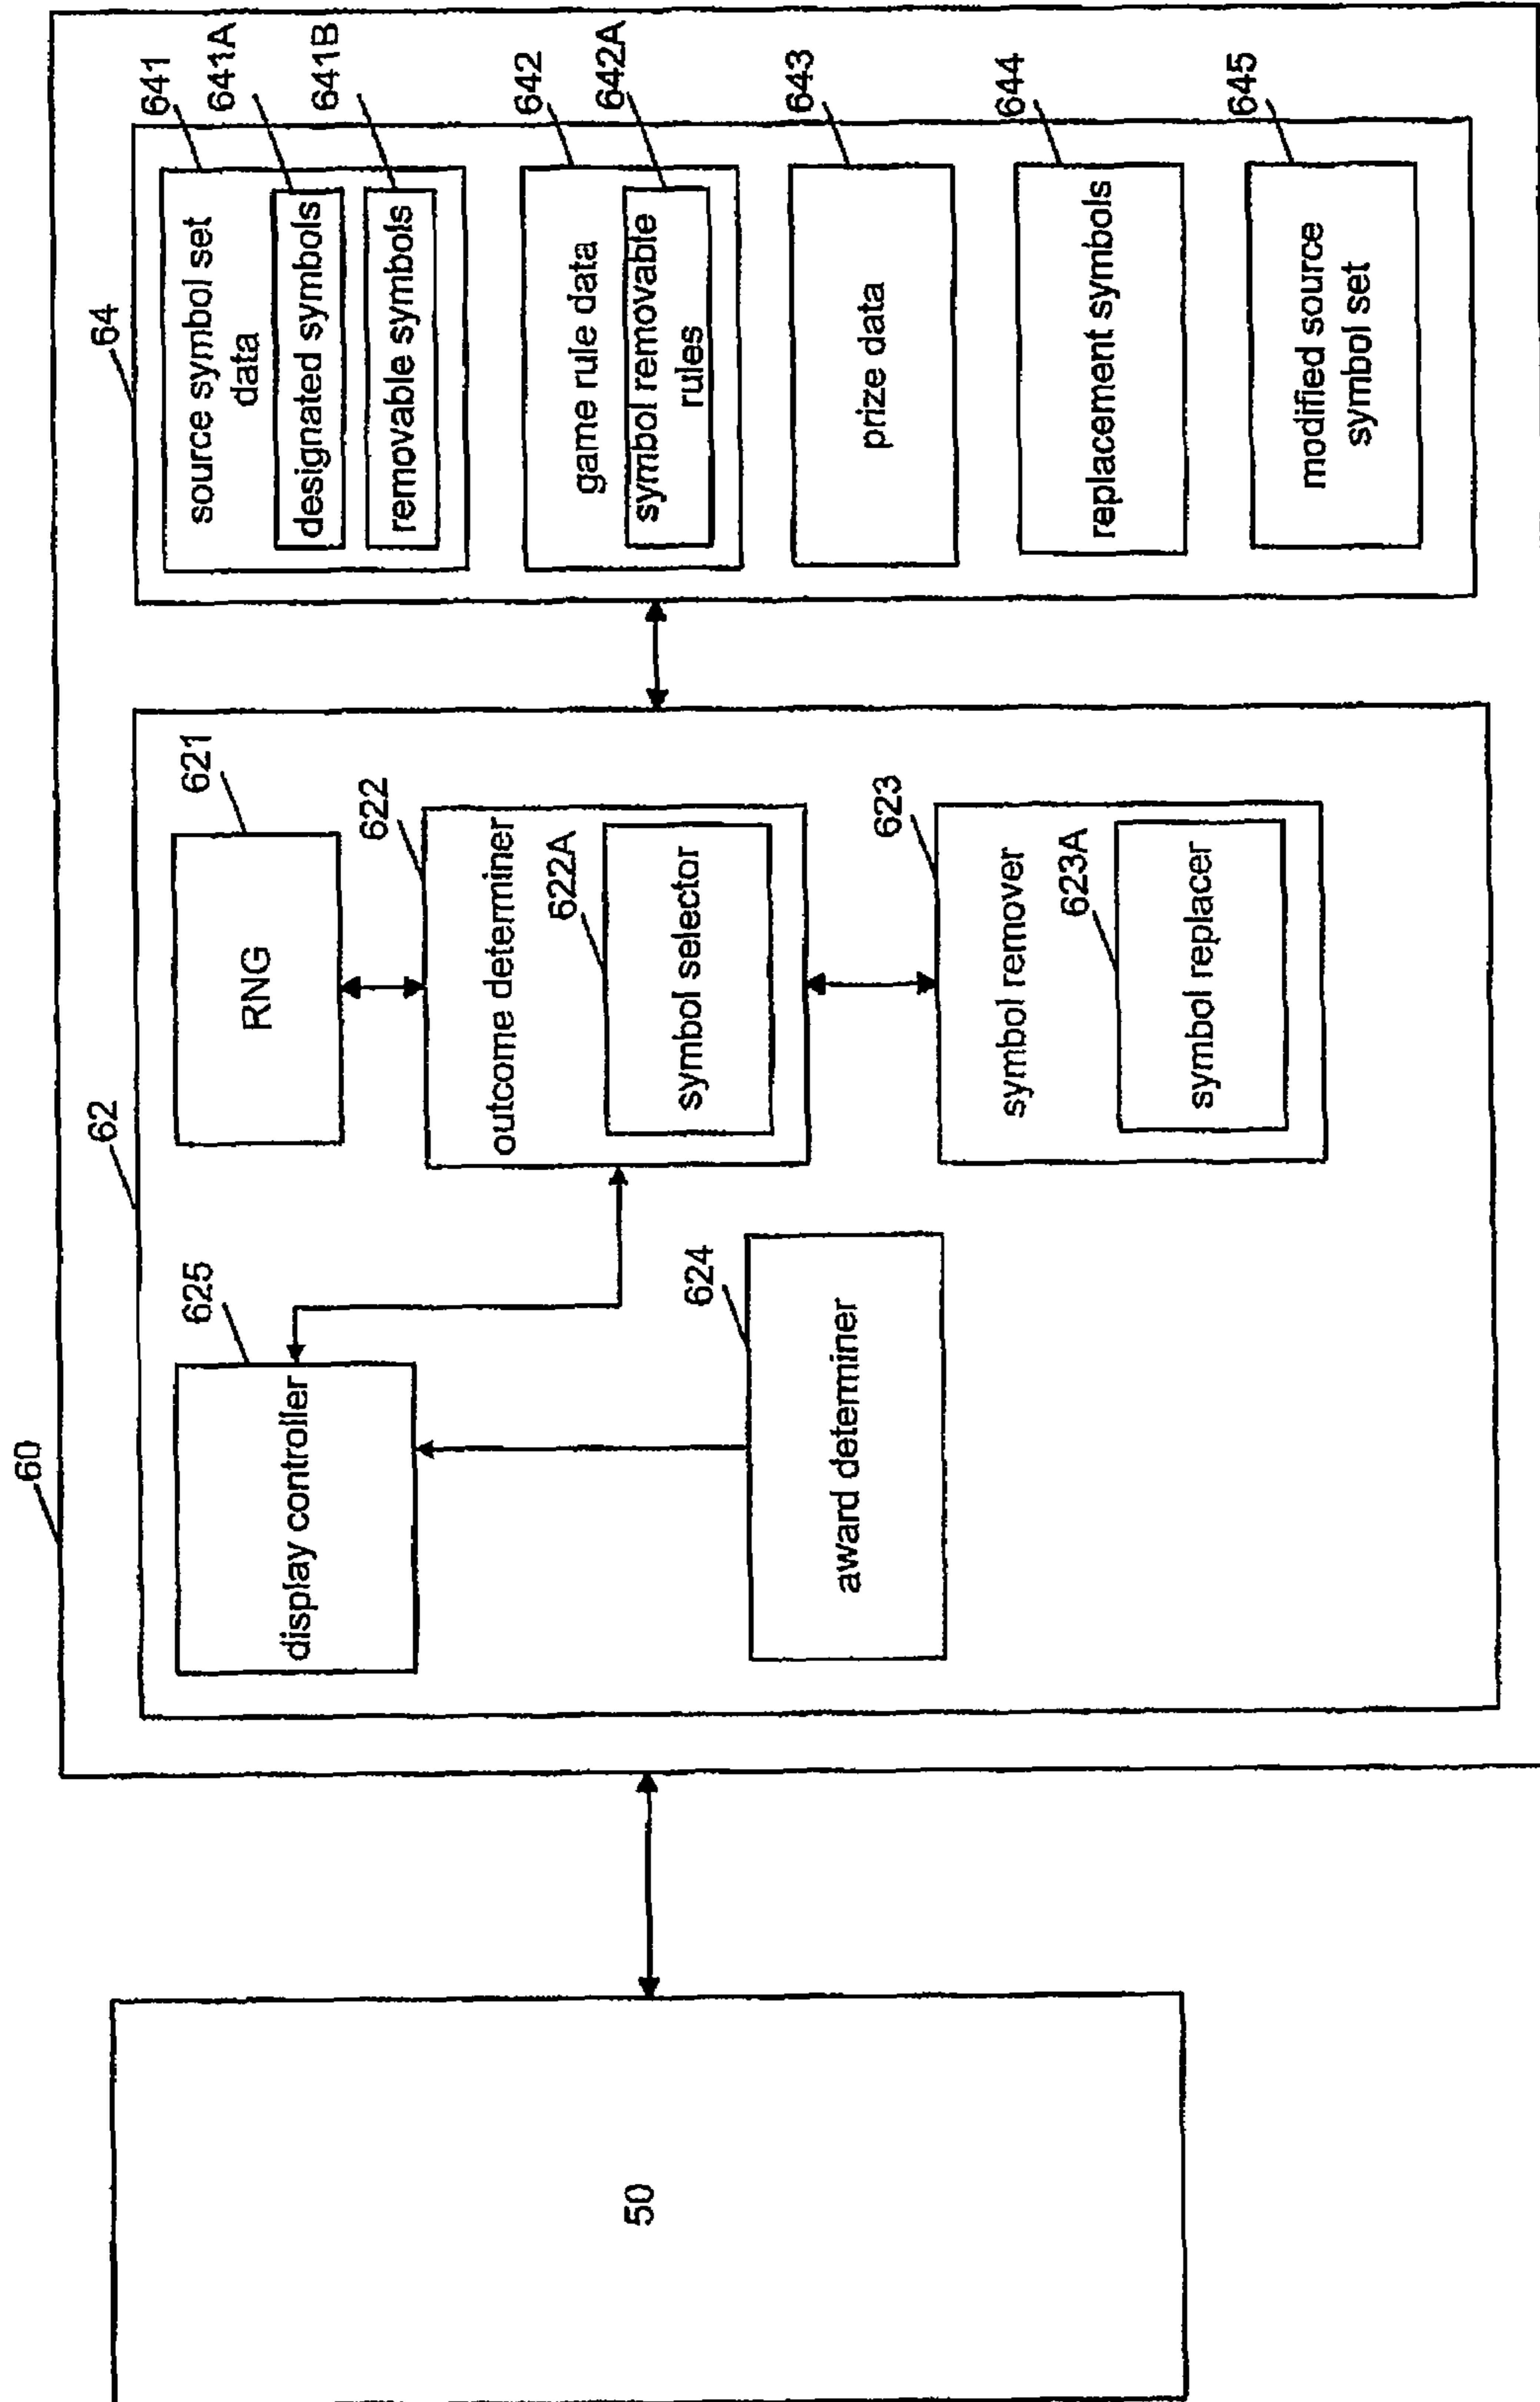 60
62
64
50
display controller
625
award determiner
624
RNG
621
outcome determiner
622
symbol selector
622A
symbol remover
623
symbol replacer
623A
source symbol set
data
641
designated symbols
641A
removable symbols
641B
game rule data
642
symbol removable
rules
642A
prize data
643
replacement symbols
644
modified source
symbol set
645